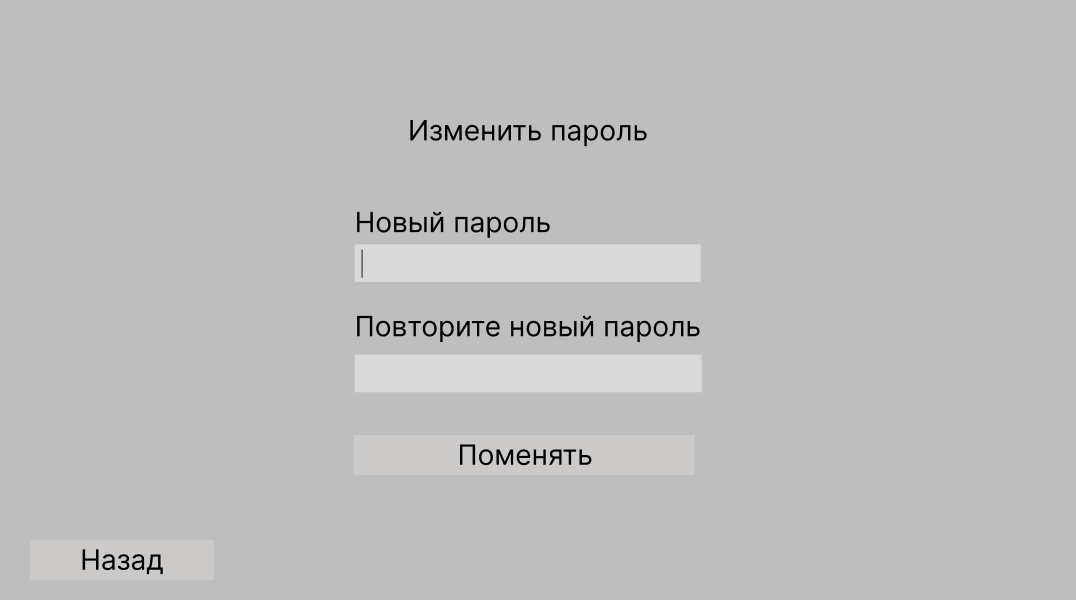 Изменить пароль
Новый пароль
Повторите новый пароль
Поменять
Назад